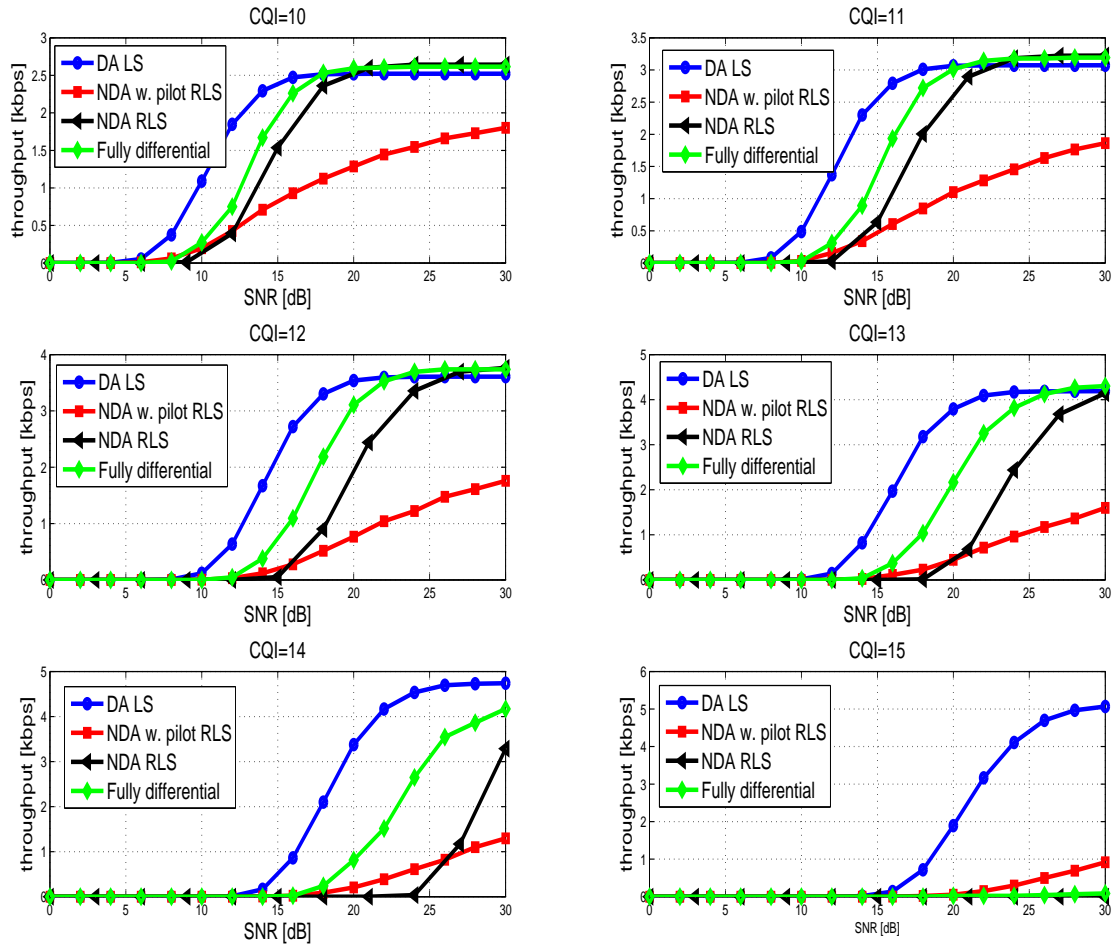 CQI=10
throughput [kbps]
3
2.5
2
1.5
1
0.5
0
DA LS
NDA w. pilot RLS
NDA RLS
Fully differential
0 5 10 15 20 25 30
SNR [dB]
CQI=11
throughput [kbps]
3.5
3
2.5
2
1.5
1
0.5
0
DA LS
NDA w. pilot RLS
NDA RLS
Fully differential
0 5 10 15 20 25 30
SNR [dB]
CQI=12
throughput [kbps]
4
3
2
1
0
DA LS
NDA w. pilot RLS
NDA RLS
Fully differential
0 5 10 15 20 25 30
SNR [dB]
CQI=13
throughput [kbps]
5
4
3
2
1
0
DA LS
NDA w. pilot RLS
NDA RLS
Fully differential
0 5 10 15 20 25 30
SNR [dB]
CQI=14
throughput [kbps]
5
4
3
2
1
0
DA LS
NDA w. pilot RLS
NDA RLS
Fully differential
0 5 10 15 20 25 30
SNR [dB]
CQI=15
throughput [kbps]
6
5
4
3
2
1
0
DA LS
NDA w. pilot RLS
NDA RLS
Fully differential
0 5 10 15 20 25 30
SNR [dB]